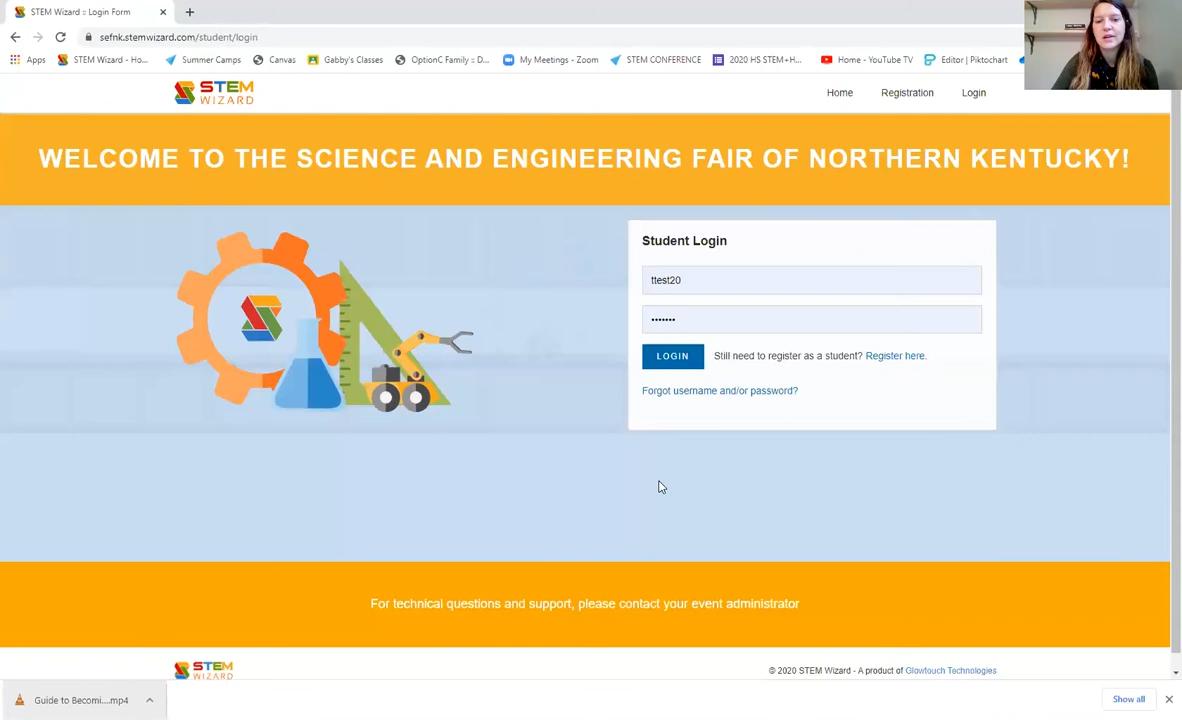 STEM Wizard :: Login Form
sefnk.stemwizard.com/student/login
Apps STEM Wizard - Ho... Summer Camps Canvas Gabby's Classes OptionC Family :: D... My Meetings - Zoom STEM CONFERENCE 2020 HS STEM+H... Home - YouTube TV Editor | Piktochart
STEM WIZARD
Home Registration Login
WELCOME TO THE SCIENCE AND ENGINEERING FAIR OF NORTHERN KENTUCKY!
Student Login
ttest20
•••••••
LOGIN Still need to register as a student? Register here.
Forgot username and/or password?
For technical questions and support, please contact your event administrator
STEM WIZARD
© 2020 STEM Wizard - A product of Glowtouch Technologies
Guide to Becomi....mp4 Show all